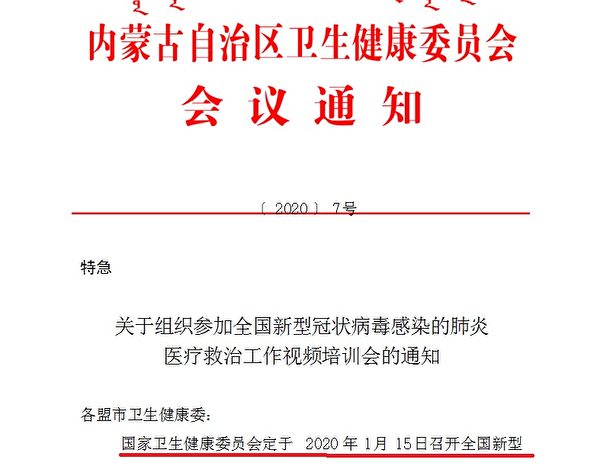 内蒙古自治区卫生健康委员会
会议通知
〔 2020 〕 7号
特急
关于组织参加全国新型冠状病毒感染的肺炎
医疗救治工作视频培训会的通知
各盟市卫生健康委：
国家卫生健康委员会定于 2020 年 1 月 15日召开全国新型